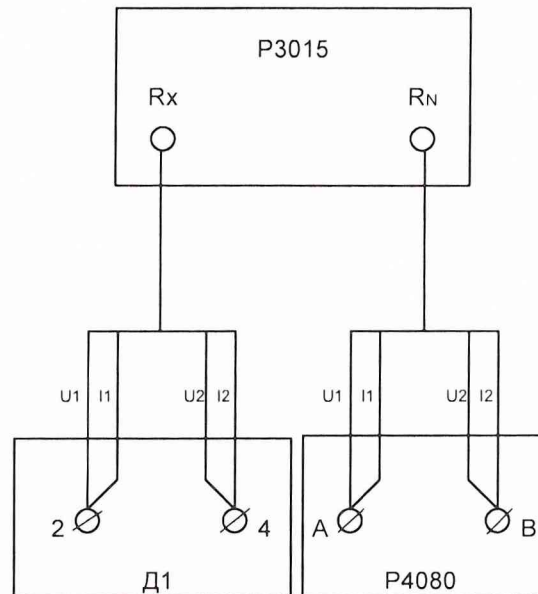 Р3015
Rx RN
U1 I1 U2 I2 U1 I1 U2 I2
2 4 A B
Д1 Р4080